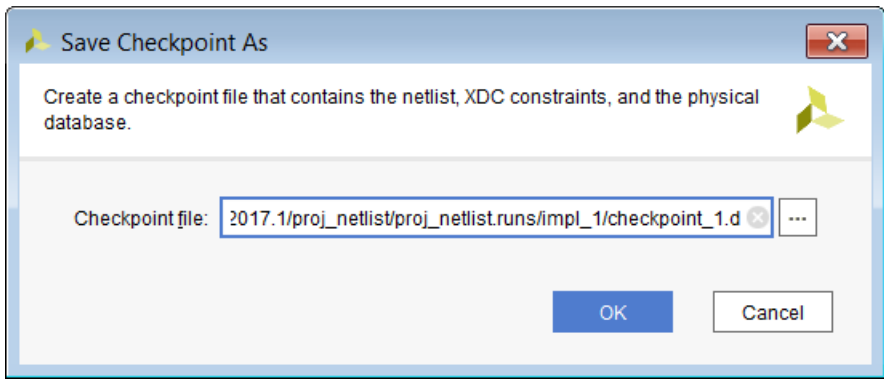 Save Checkpoint As
Create a checkpoint file that contains the netlist, XDC constraints, and the physical
database.
Checkpoint file: 2017.1/proj_netlist/proj_netlist.runs/impl_1/checkpoint_1.d ...
OK Cancel